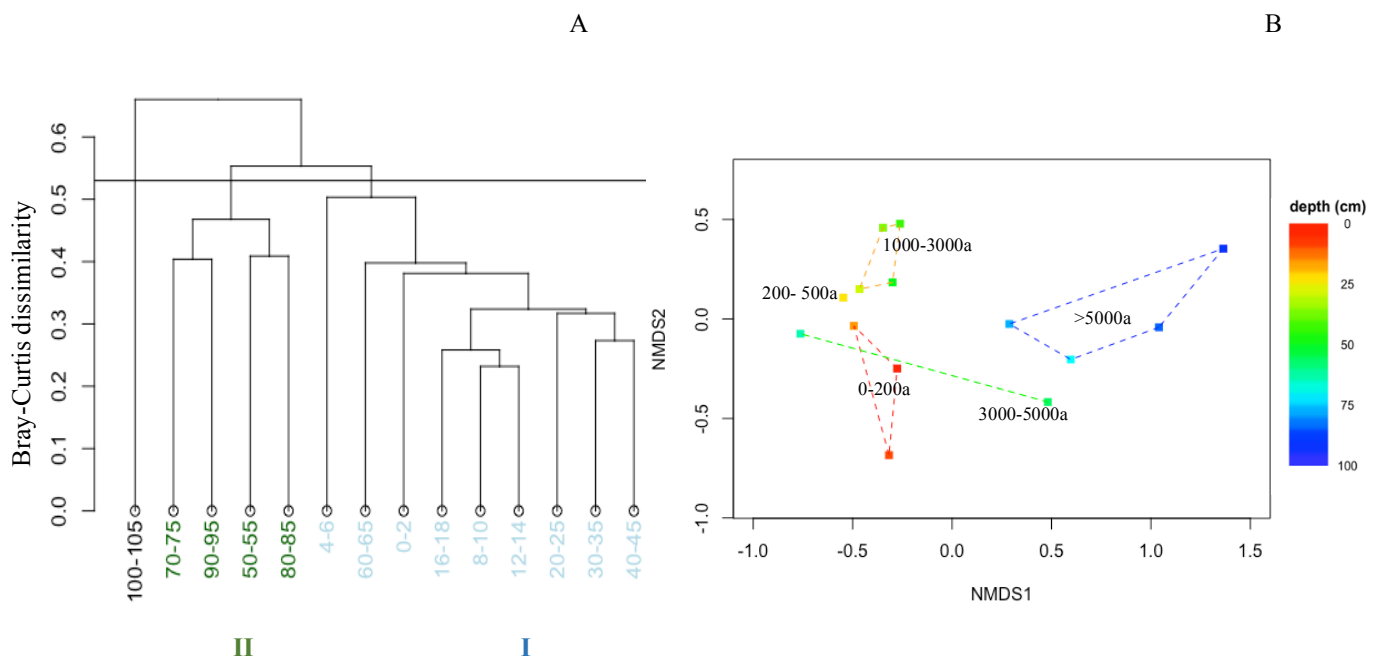 A
Bray-Curtis dissimilarity
0.6
0.5
0.4
0.3
0.2
0.1
0.0
100-105
70-75
90-95
50-55
80-85
4-6
60-65
0-2
16-18
8-10
12-14
20-25
30-35
40-45
II
I
B
NMDS2
0.5
0.0
-0.5
-1.0
1000-3000a
200- 500a
>5000a
0-200a
3000-5000a
-1.0
-0.5
0.0
0.5
1.0
1.5
NMDS1
depth (cm)
0
25
50
75
100